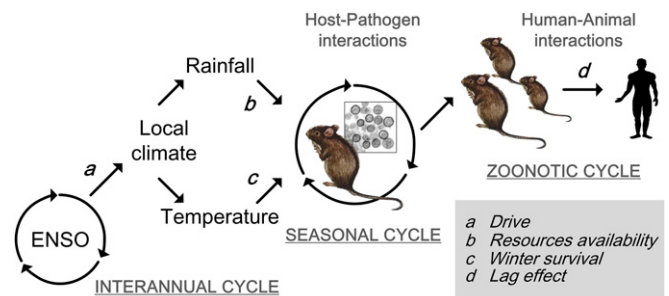 Host-Pathogen
interactions
Human-Animal
interactions
Rainfall
b
d
Local
climate
a
c
ZOONOTIC CYCLE
Temperature
ENSO
SEASONAL CYCLE
INTERANNUAL CYCLE
a Drive
b Resources availability
c Winter survival
d Lag effect